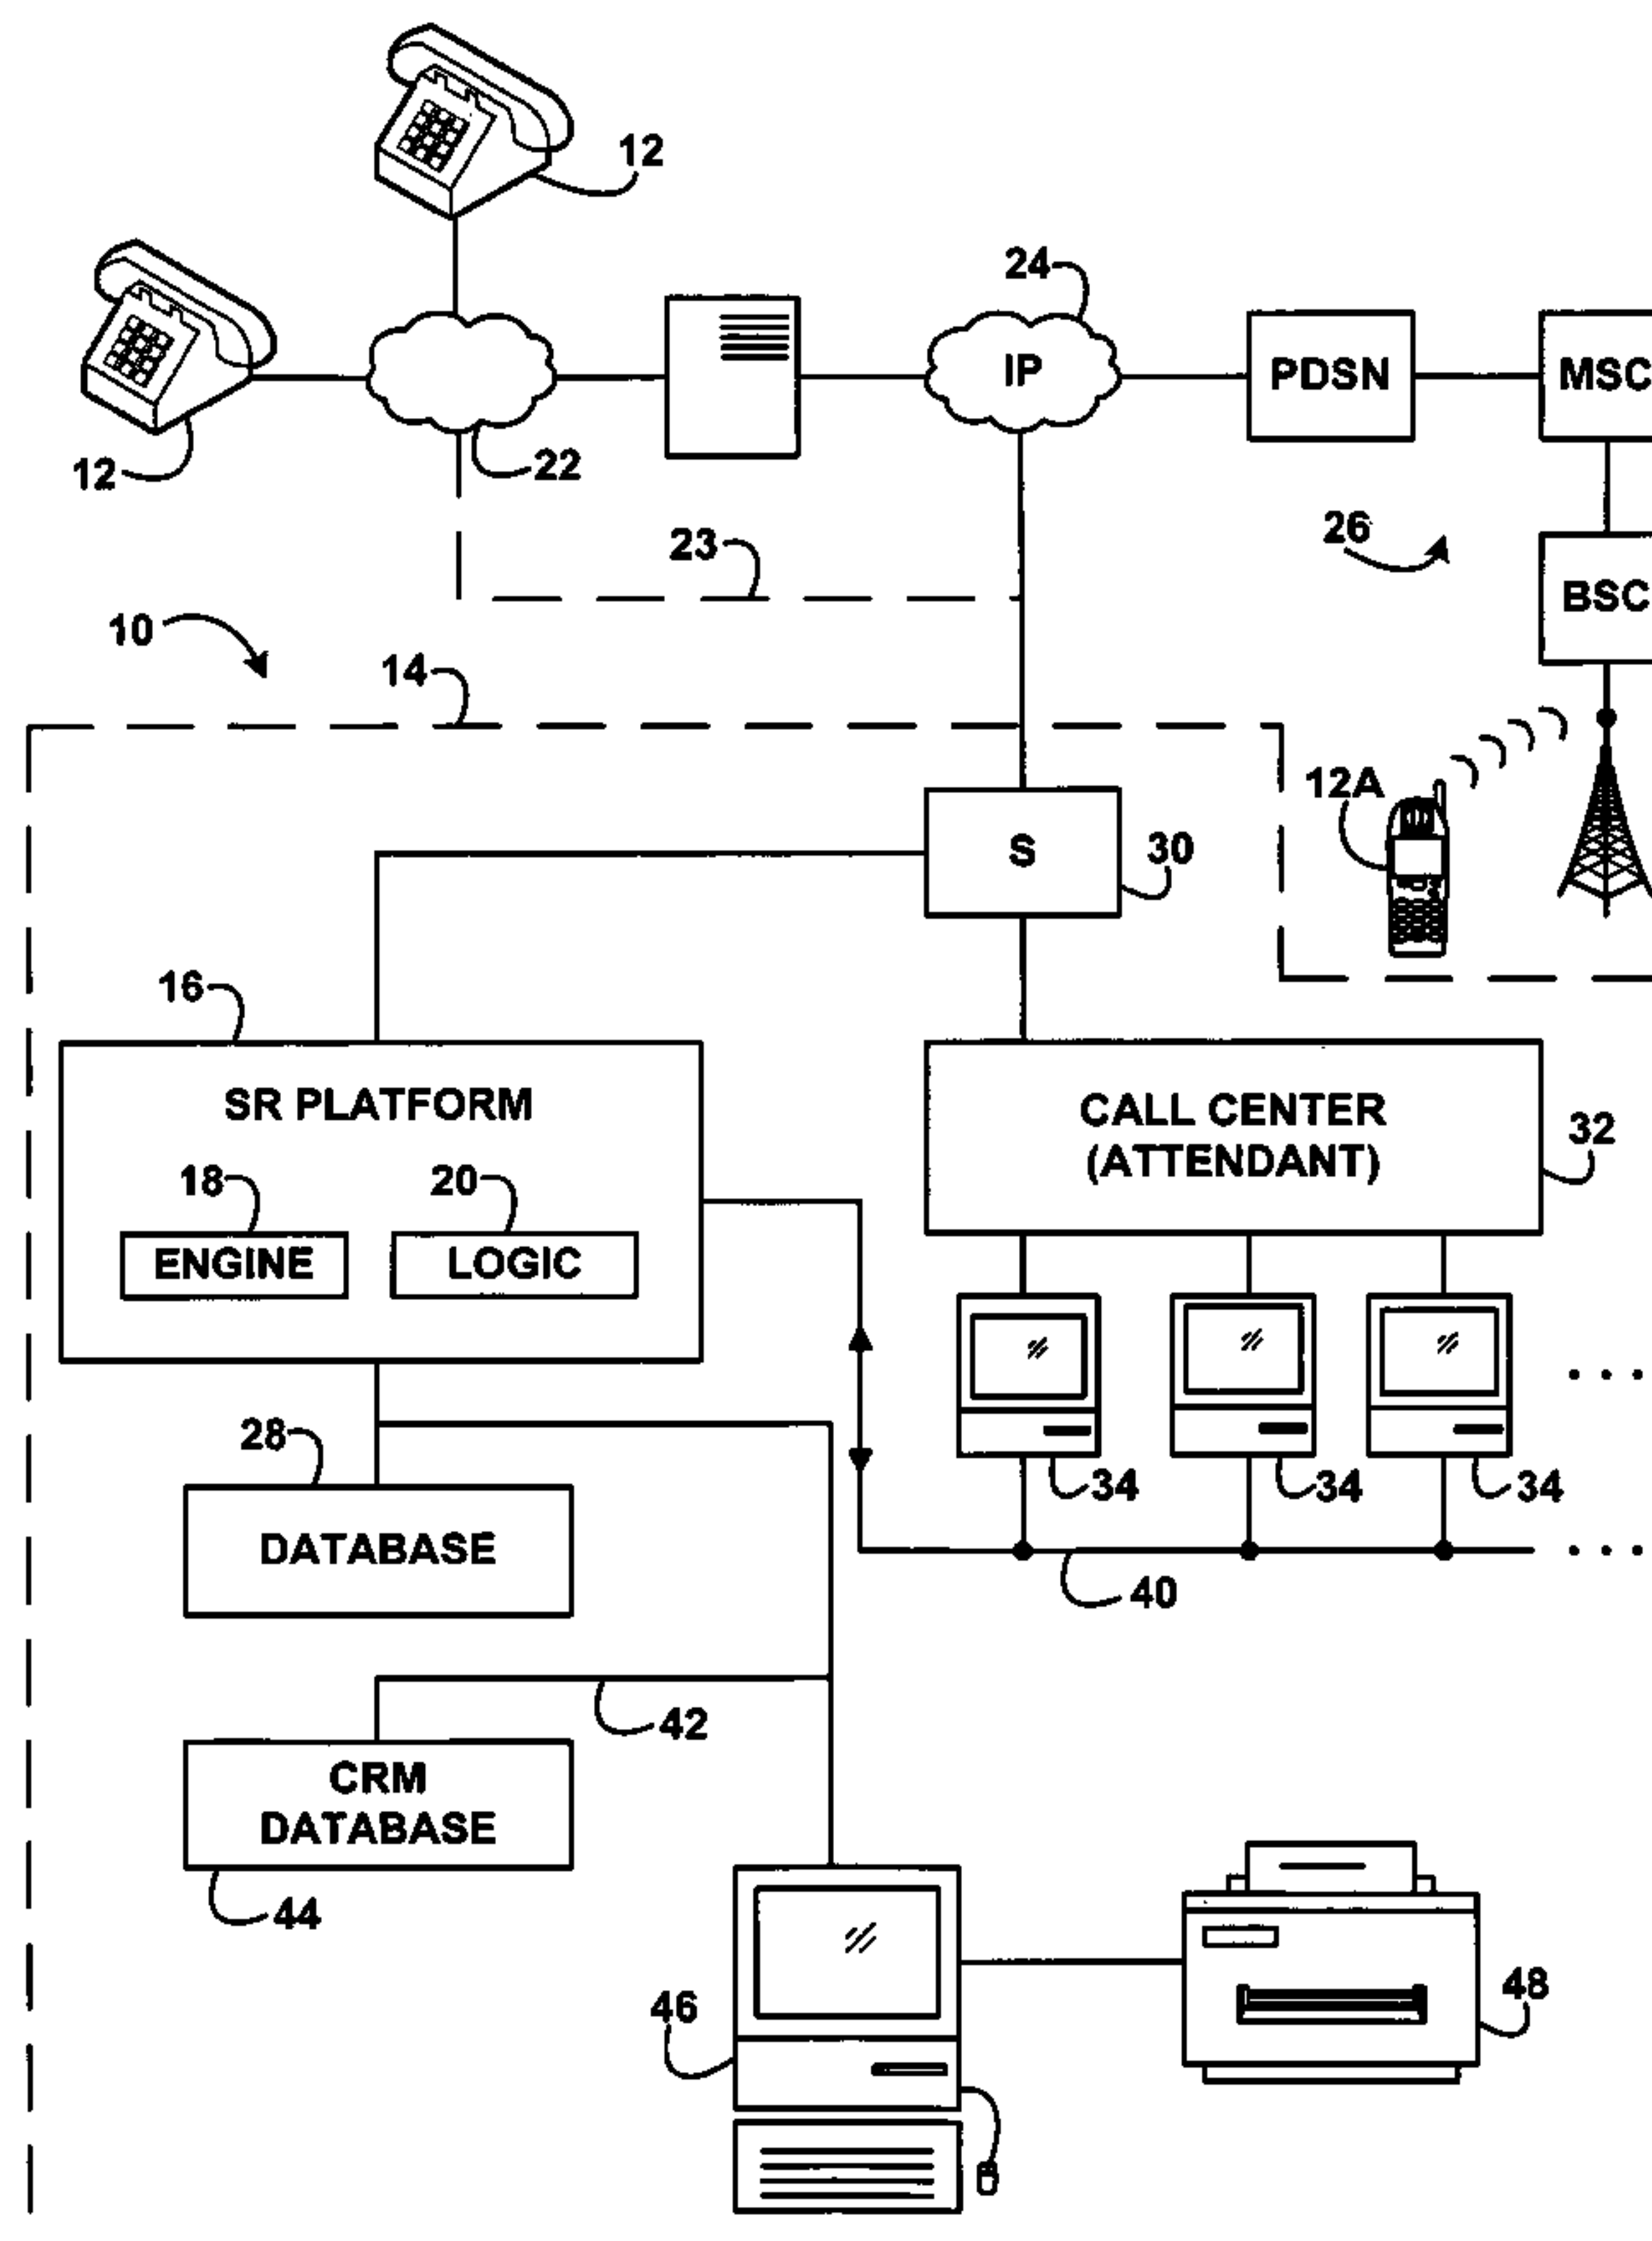 12
12
22
24
IP
PDSN
MSC
23
26
BSC
10
14
12A
S
30
16
SR PLATFORM
18
20
ENGINE
LOGIC
CALL CENTER
(ATTENDANT)
32
34
34
34
28
DATABASE
40
42
CRM
DATABASE
44
46
48